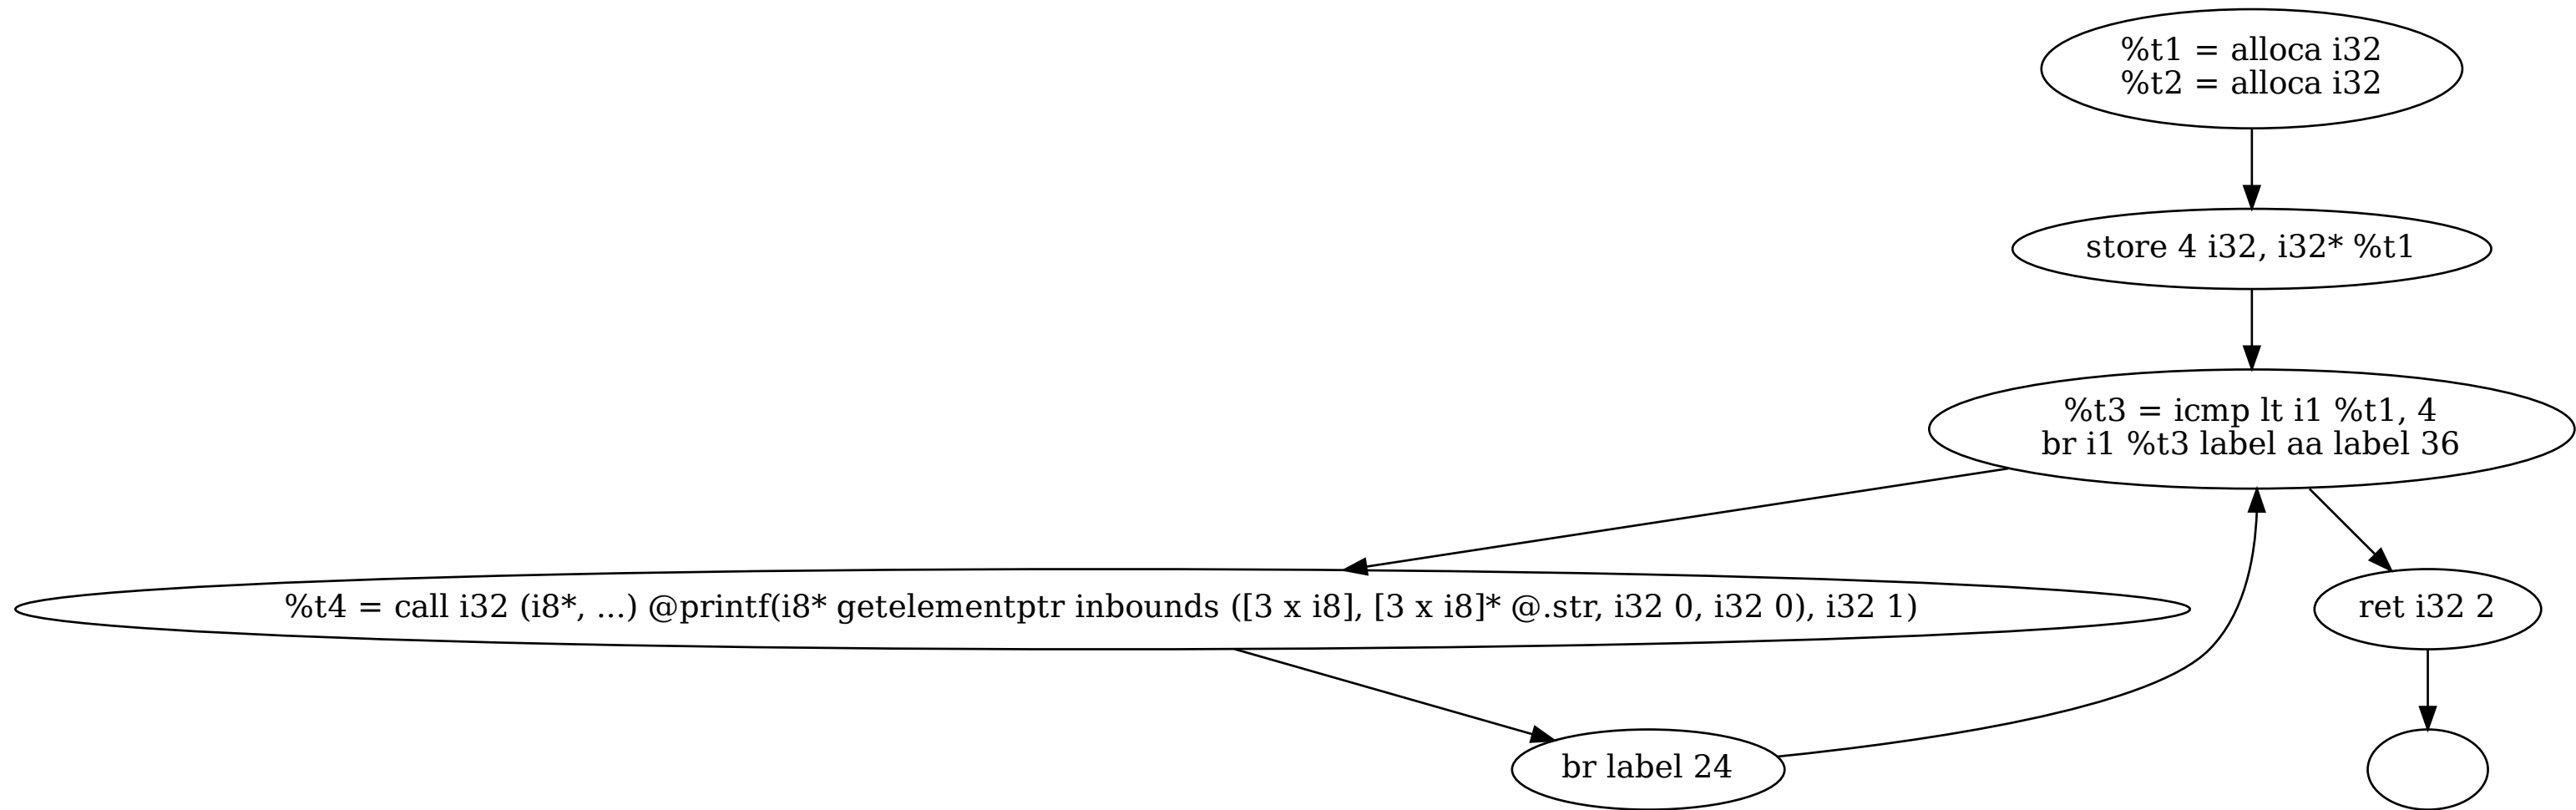 %t1 = alloca i32
%t2 = alloca i32
store 4 i32, i32* %t1
%t3 = icmp lt i1 %t1, 4
br i1 %t3 label aa label 36
%t4 = call i32 (i8*, ...) @printf(i8* getelementptr inbounds ([3 x i8], [3 x i8]* @.str, i32 0, i32 0), i32 1)
ret i32 2
br label 24